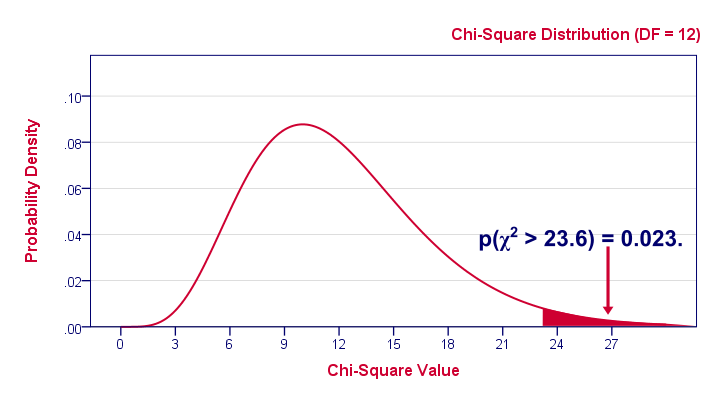 Chi-Square Distribution (DF = 12)
Probability Density
.10
.08
.06
.04
.02
.00
p(χ² > 23.6) = 0.023.
0 3 6 9 12 15 18 21 24 27
Chi-Square Value